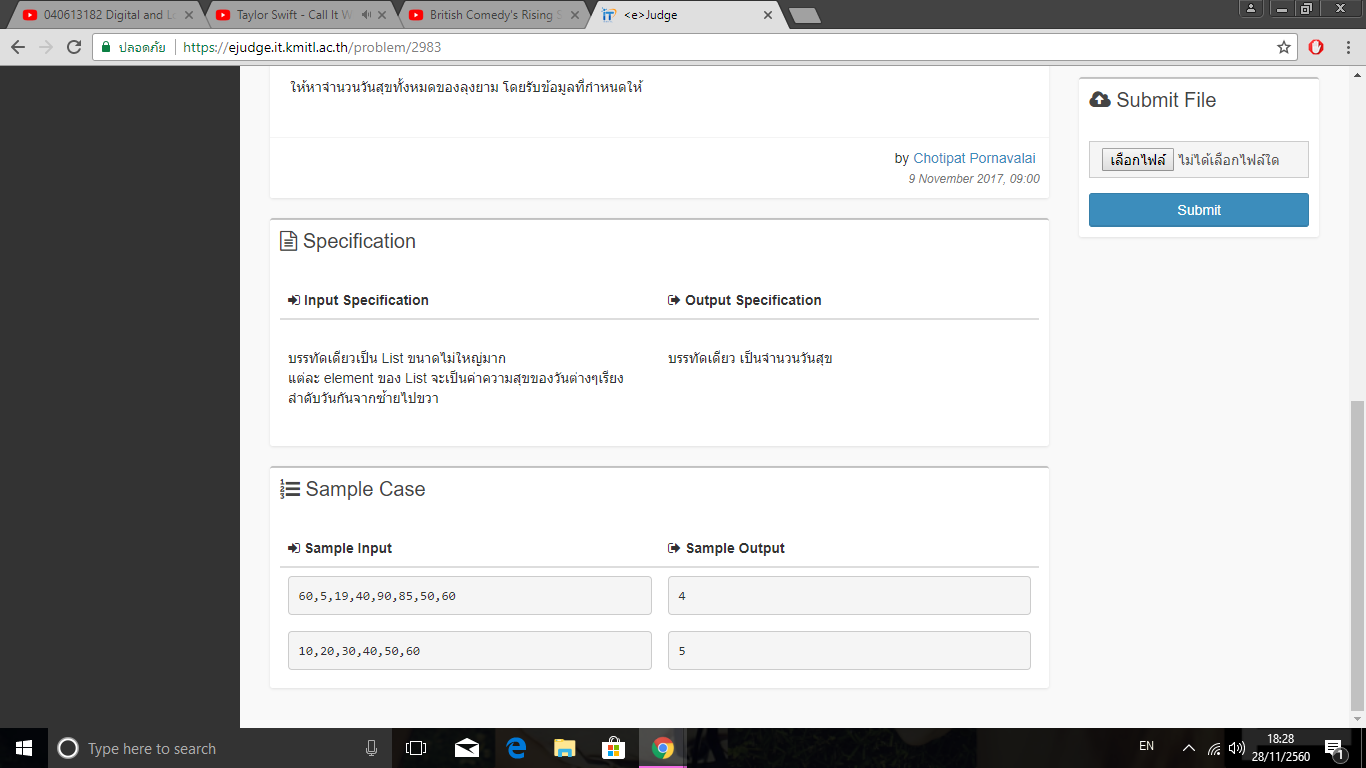 040613182 Digital and Lo
Taylor Swift - Call It W
British Comedy's Rising S
<e>Judge
ปลอดภัย
https://ejudge.it.kmitl.ac.th/problem/2983
ให้หาจำนวนวันสุขทั้งหมดของลุงยาม โดยรับข้อมูลที่กำหนดให้
by Chotipat Pornavalai
9 November 2017, 09:00
Submit File
เลือกไฟล์ ไม่ได้เลือกไฟล์ใด
Submit
Specification
Input Specification
Output Specification
บรรทัดเดียวเป็น List ขนาดไม่ใหญ่มาก
แต่ละ element ของ List จะเป็นค่าความสุขของวันต่างๆเรียง
ลำดับวันกันจากซ้ายไปขวา
บรรทัดเดียว เป็นจำนวนวันสุข
Sample Case
Sample Input
Sample Output
60,5,19,40,90,85,50,60
4
10,20,30,40,50,60
5
Type here to search
EN
18:28
28/11/2560
1